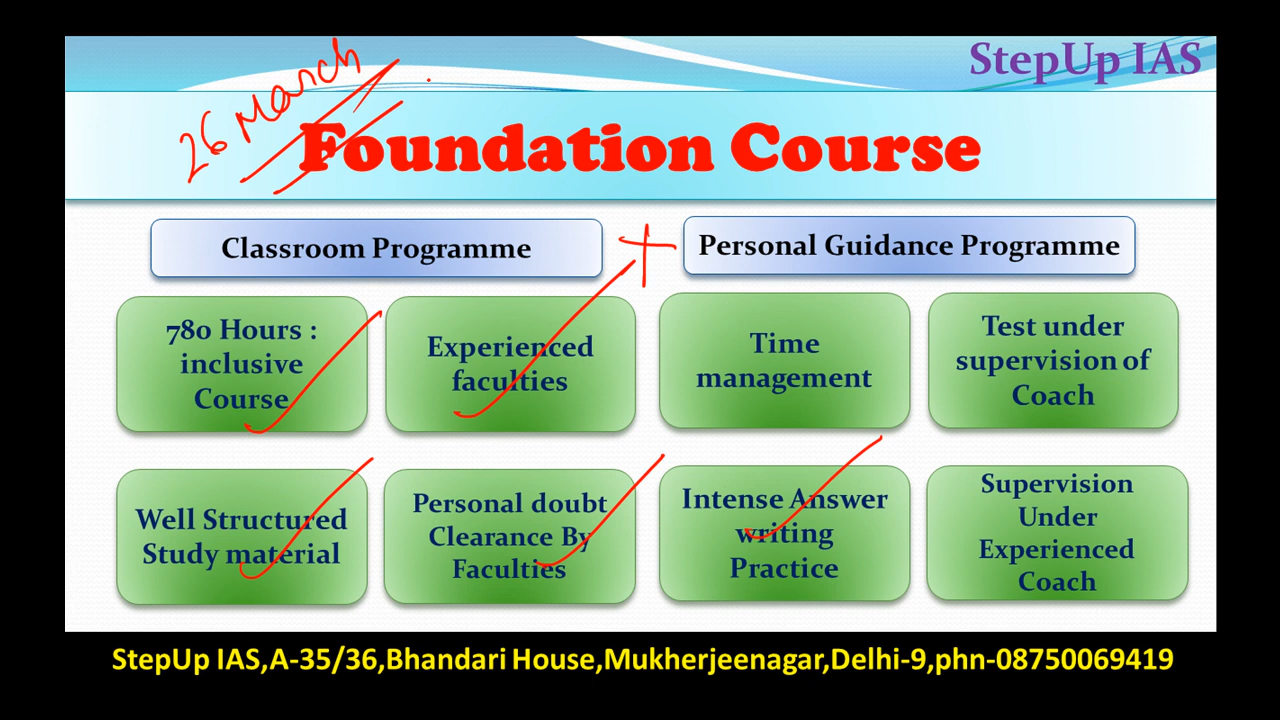 StepUp IAS
26 March
Foundation Course
Classroom Programme
Personal Guidance Programme
780 Hours :
inclusive
Course
Experienced
faculties
Time
management
Test under
supervision of
Coach
Well Structured
Study material
Personal doubt
Clearance By
Faculties
Intense Answer
writing
Practice
Supervision
Under
Experienced
Coach
StepUp IAS,A-35/36,Bhandari House,Mukherjeenagar,Delhi-9,phn-08750069419